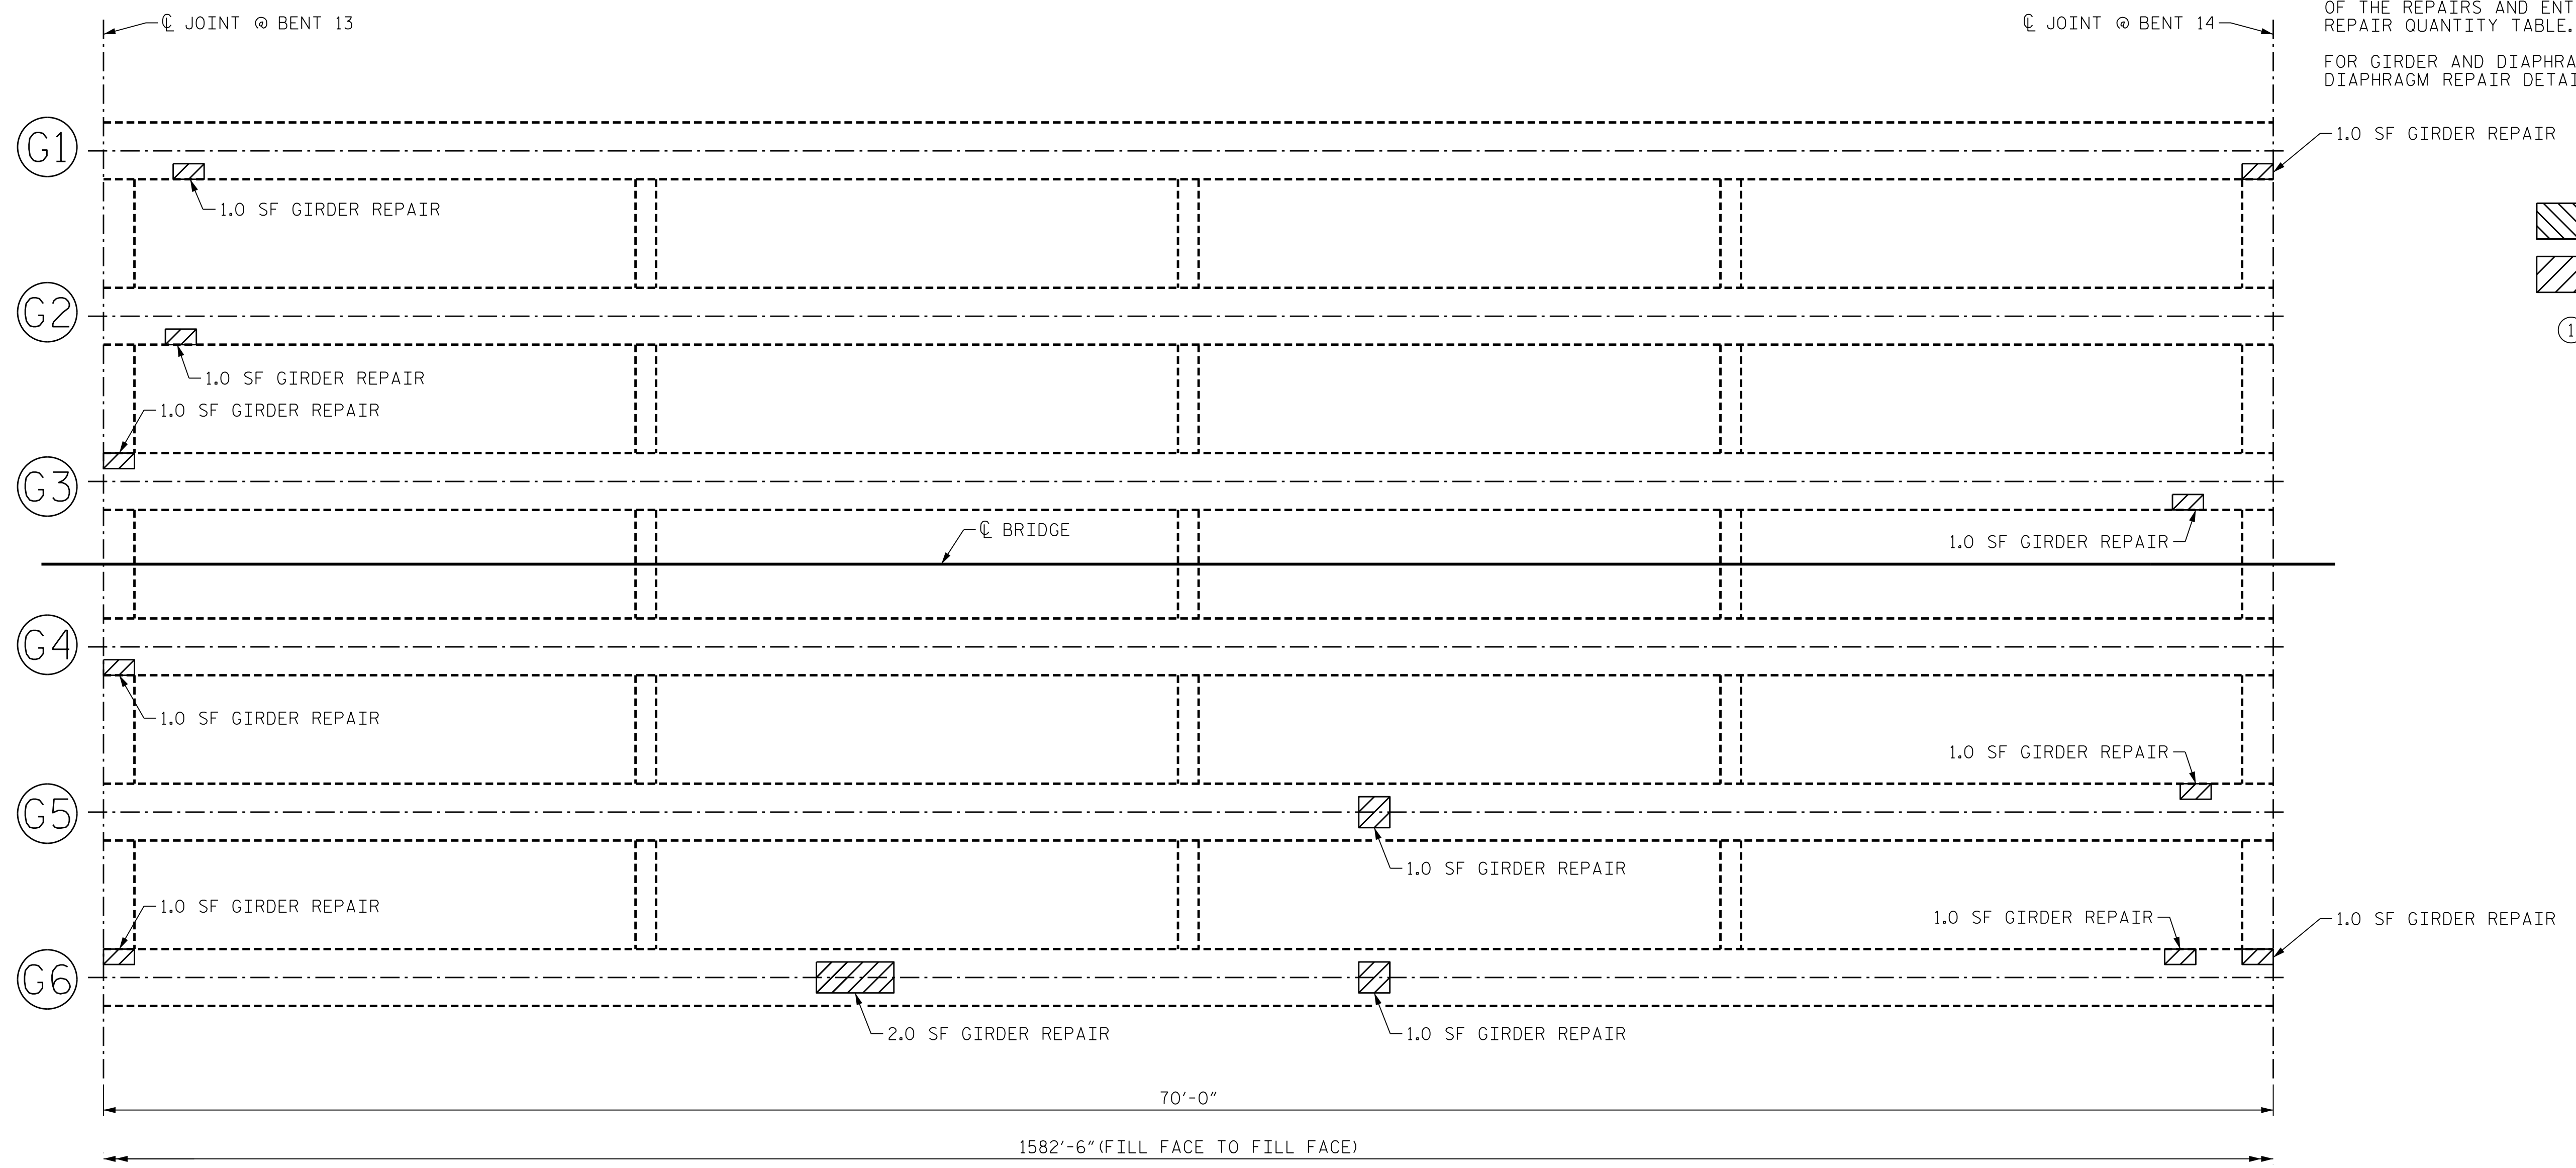 ℄ JOINT @ BENT 13
℄ JOINT @ BENT 14
OF THE REPAIRS AND ENT
REPAIR QUANTITY TABLE.
FOR GIRDER AND DIAPHRA
DIAPHRAGM REPAIR DETAI
G1
1.0 SF GIRDER REPAIR
1.0 SF GIRDER REPAIR
G2
1
1.0 SF GIRDER REPAIR
1.0 SF GIRDER REPAIR
G3
℄ BRIDGE
1.0 SF GIRDER REPAIR
G4
1.0 SF GIRDER REPAIR
1.0 SF GIRDER REPAIR
G5
1.0 SF GIRDER REPAIR
1.0 SF GIRDER REPAIR
1.0 SF GIRDER REPAIR
1.0 SF GIRDER REPAIR
G6
2.0 SF GIRDER REPAIR
1.0 SF GIRDER REPAIR
70'-0"
1582'-6"(FILL FACE TO FILL FACE)